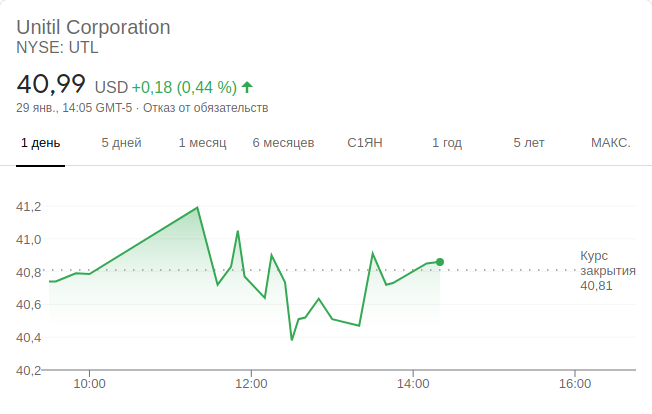 Unitil Corporation
NYSE: UTL
40,99 USD +0,18 (0,44 %)
29 янв., 14:05 GMT-5 · Отказ от обязательств
1 день 5 дней 1 месяц 6 месяцев С1ЯН 1 год 5 лет МАКС.
41,2
41,0
40,8
40,6
40,4
40,2
Курс
закрытия
40,81
10:00 12:00 14:00 16:00